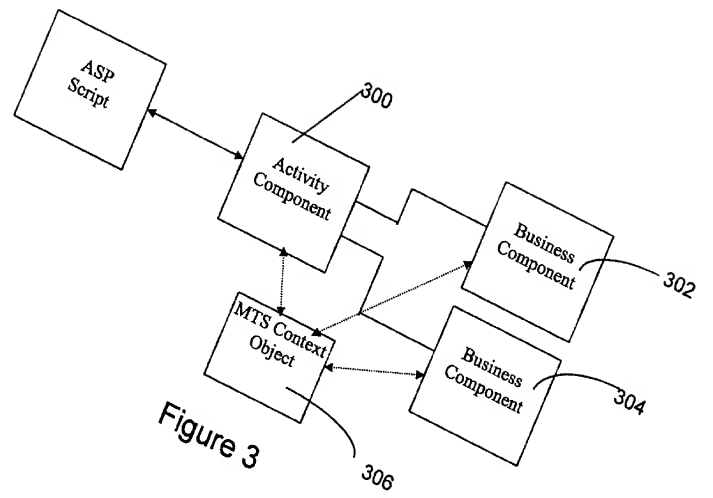 ASP
Script
300
Activity
Component
Business
Component
302
MTS Context
Object
Business
Component
304
306
Figure 3